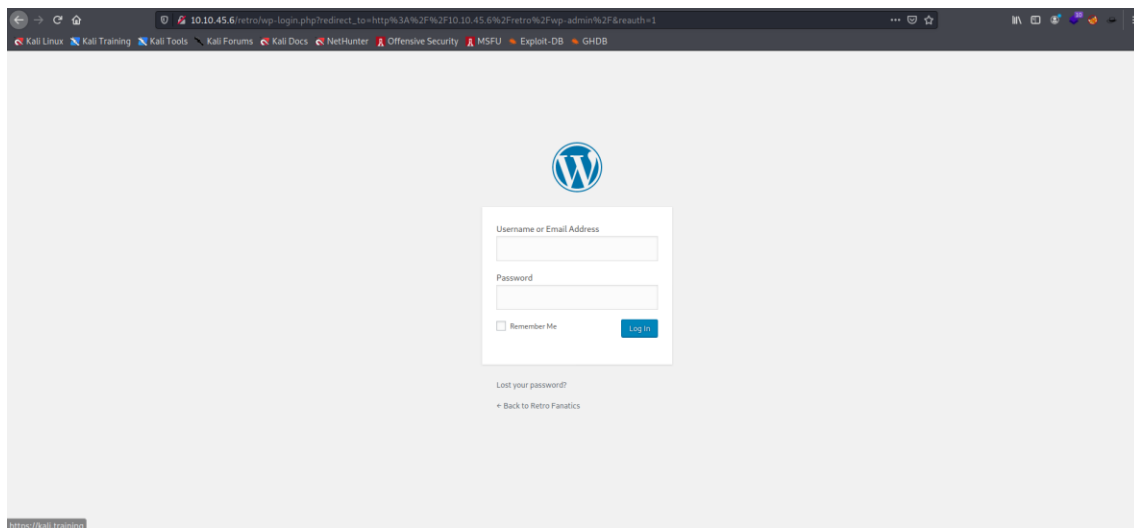 10.10.45.6/retro/wp-login.php?redirect_to=http%3A%2F%2F10.10.45.6%2Fretro%2Fwp-admin%2F&reauth=1
Kali Linux Kali Training Kali Tools Kali Forums Kali Docs NetHunter Offensive Security MSFU Exploit-DB GHDB
Username or Email Address
Password
Remember Me
Log In
Lost your password?
← Back to Retro Fanatics
https://kali.training